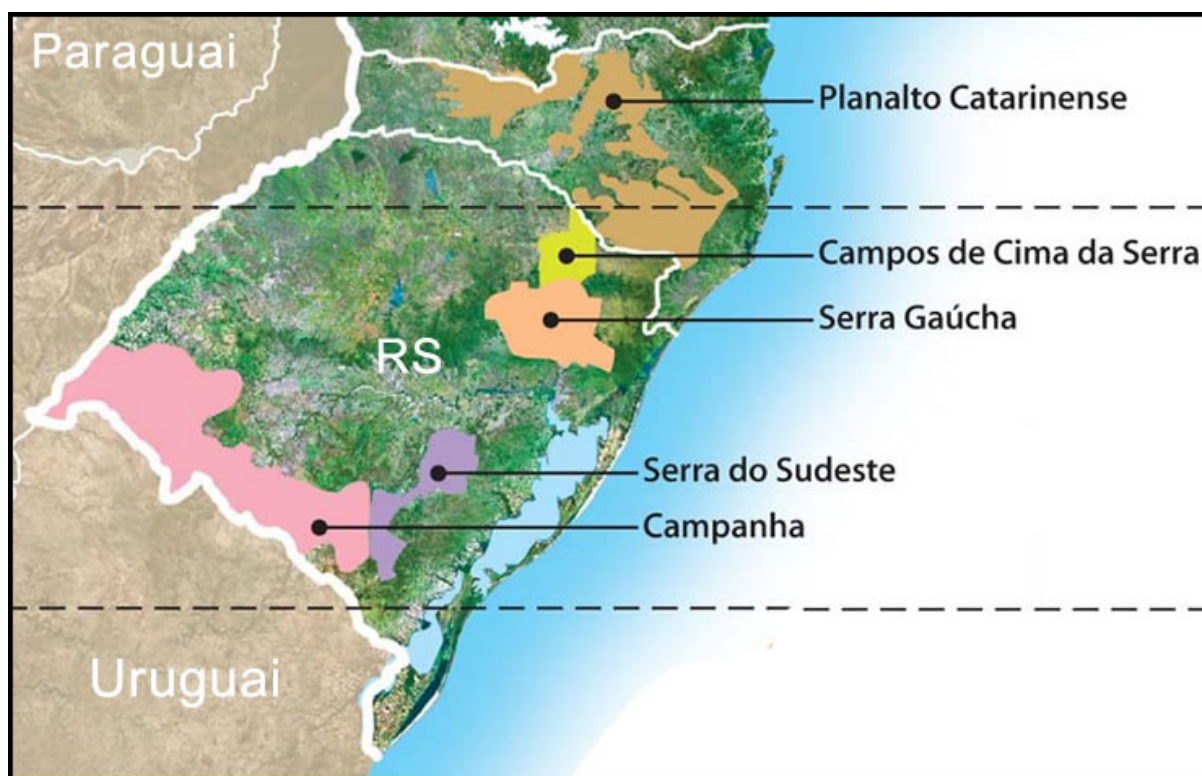 Paraguai
Planalto Catarinense
Campos de Cima da Serra
Serra Gaúcha
RS
Serra do Sudeste
Campanha
Uruguai